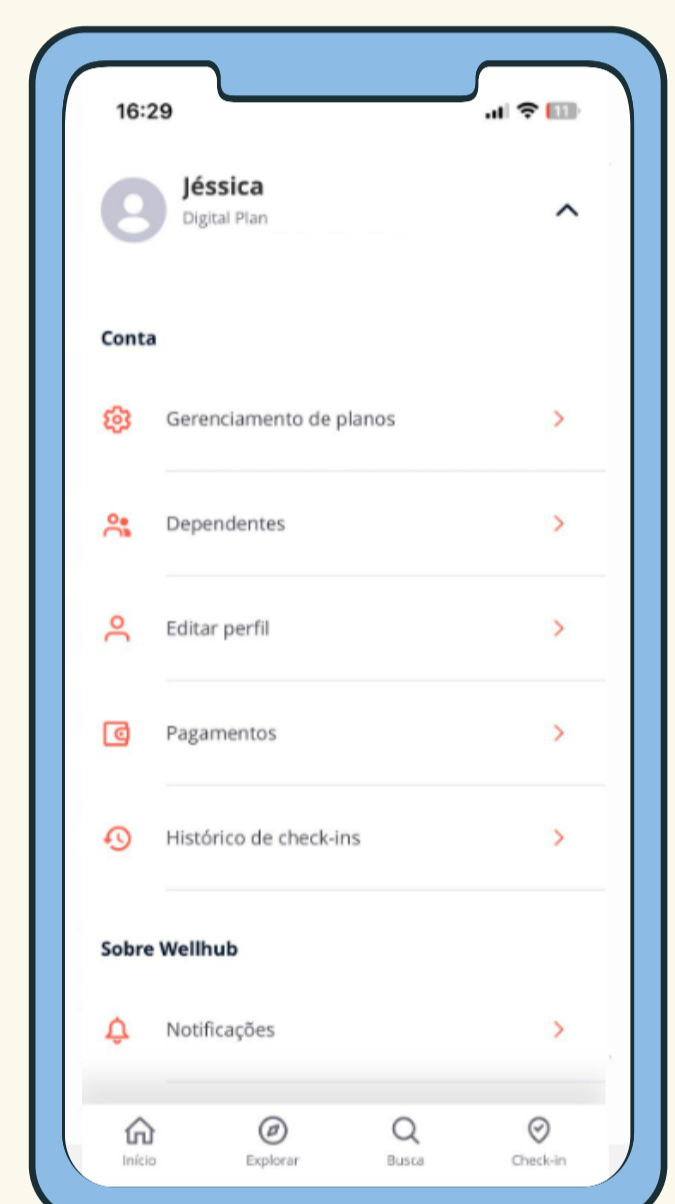 16:29
11
Jéssica
Digital Plan
Conta
Gerenciamento de planos
Dependentes
Editar perfil
Pagamentos
Histórico de check-ins
Sobre Wellhub
Notificações
Início
Explorar
Busca
Check-in